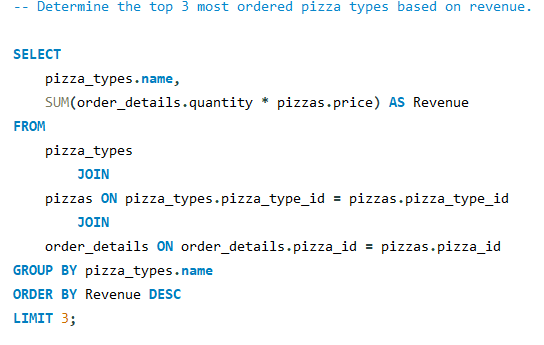 -- Determine the top 3 most ordered pizza types based on revenue.
SELECT
pizza_types.name,
SUM(order_details.quantity * pizzas.price) AS Revenue
FROM
pizza_types
JOIN
pizzas ON pizza_types.pizza_type_id = pizzas.pizza_type_id
JOIN
order_details ON order_details.pizza_id = pizzas.pizza_id
GROUP BY pizza_types.name
ORDER BY Revenue DESC
LIMIT 3;